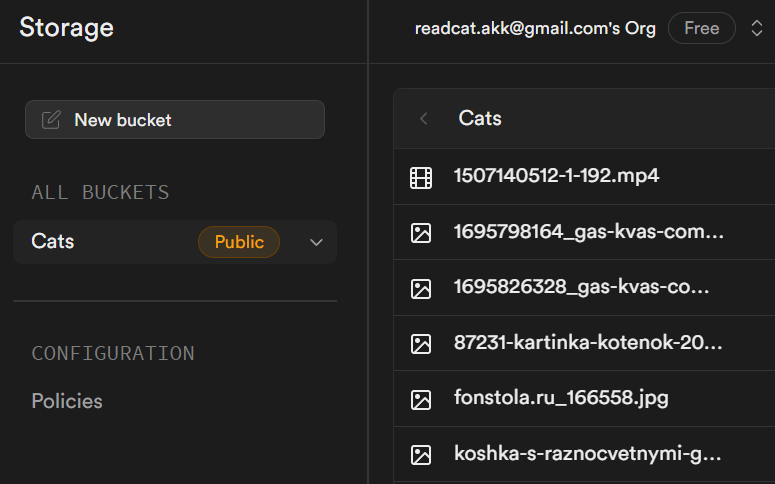 Storage
readcat.akk@gmail.com's Org
Free
New bucket
ALL BUCKETS
Cats
Public
CONFIGURATION
Policies
Cats
1507140512-1-192.mp4
1695798164_gas-kvas-com...
1695826328_gas-kvas-co...
87231-kartinka-kotenok-20...
fonstola.ru_166558.jpg
koshka-s-raznocvetnymi-g...